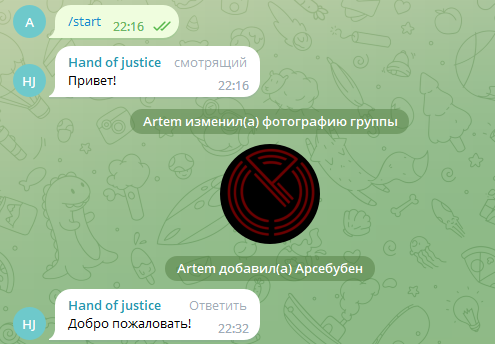 A
/start 22:16
Hand of justice смотрящий
Привет!
HJ
22:16
Artem изменил(а) фотографию группы
Artem добавил(а) Арсебубен
Hand of justice Ответить
Добро пожаловать!
HJ
22:32